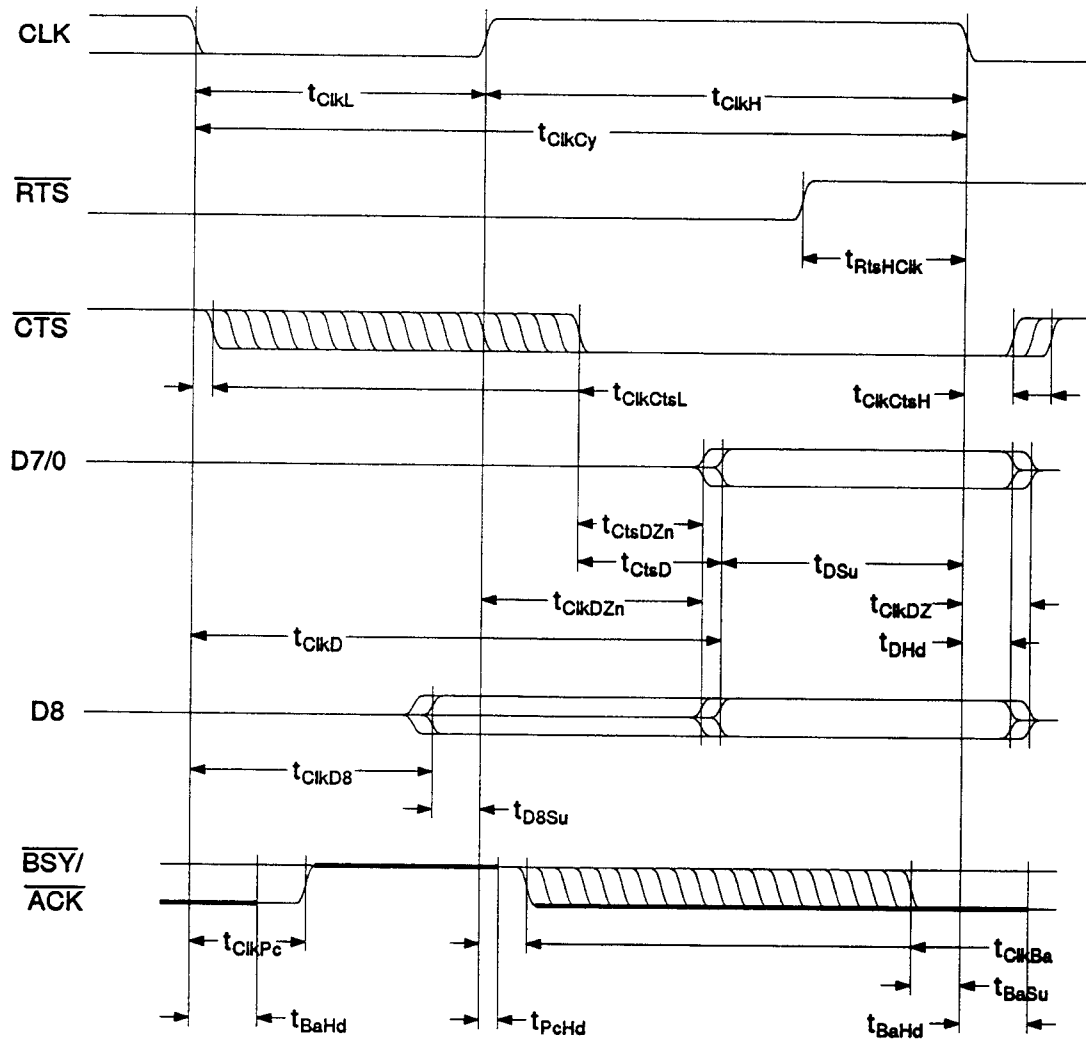 CLK
tClkL
tClkH
tClkCy
RTS
tRtsHClk
CTS
tClkCtsL
tClkCtsH
D7/0
tCtsDZn
tCtsD
tDSu
tClkDZn
tClkDZ
tClkD
tDHd
D8
tClkD8
tD8Su
BSY/
ACK
tClkPc
tClkBa
tBaSu
tBaHd
tPcHd
tBaHd